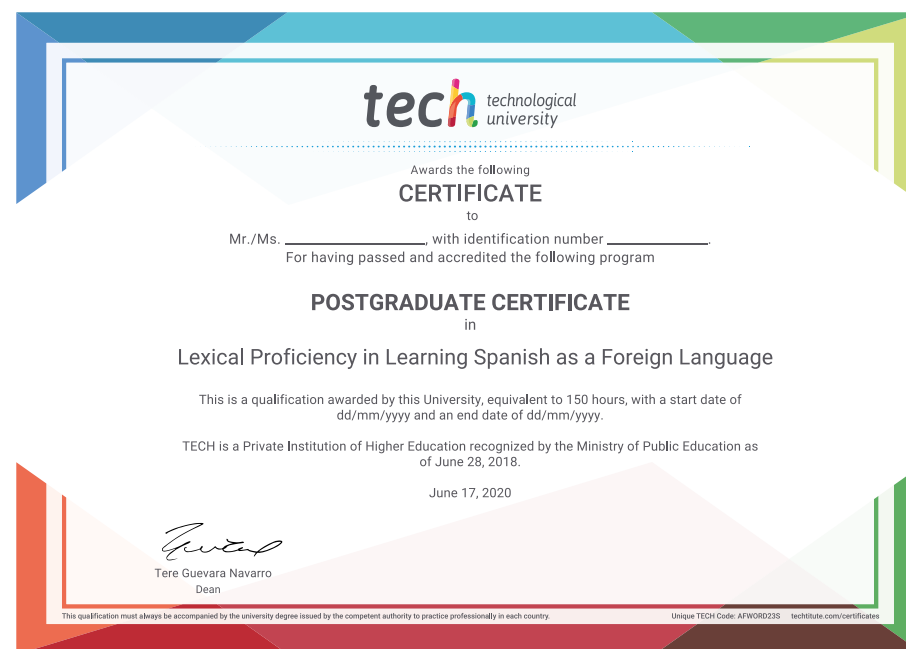 tech technological
university
Awards the following
CERTIFICATE
to
Mr./Ms. ____________________, with identification number ______________.
For having passed and accredited the following program
POSTGRADUATE CERTIFICATE
in
Lexical Proficiency in Learning Spanish as a Foreign Language
This is a qualification awarded by this University, equivalent to 150 hours, with a start date of
dd/mm/yyyy and an end date of dd/mm/yyyy.
TECH is a Private Institution of Higher Education recognized by the Ministry of Public Education as
of June 28, 2018.
June 17, 2020
Tere Guevara Navarro
Dean
This qualification must always be accompanied by the university degree issued by the competent authority to practice professionally in each country.
Unique TECH Code: AFWORD23S techtitute.com/certificates